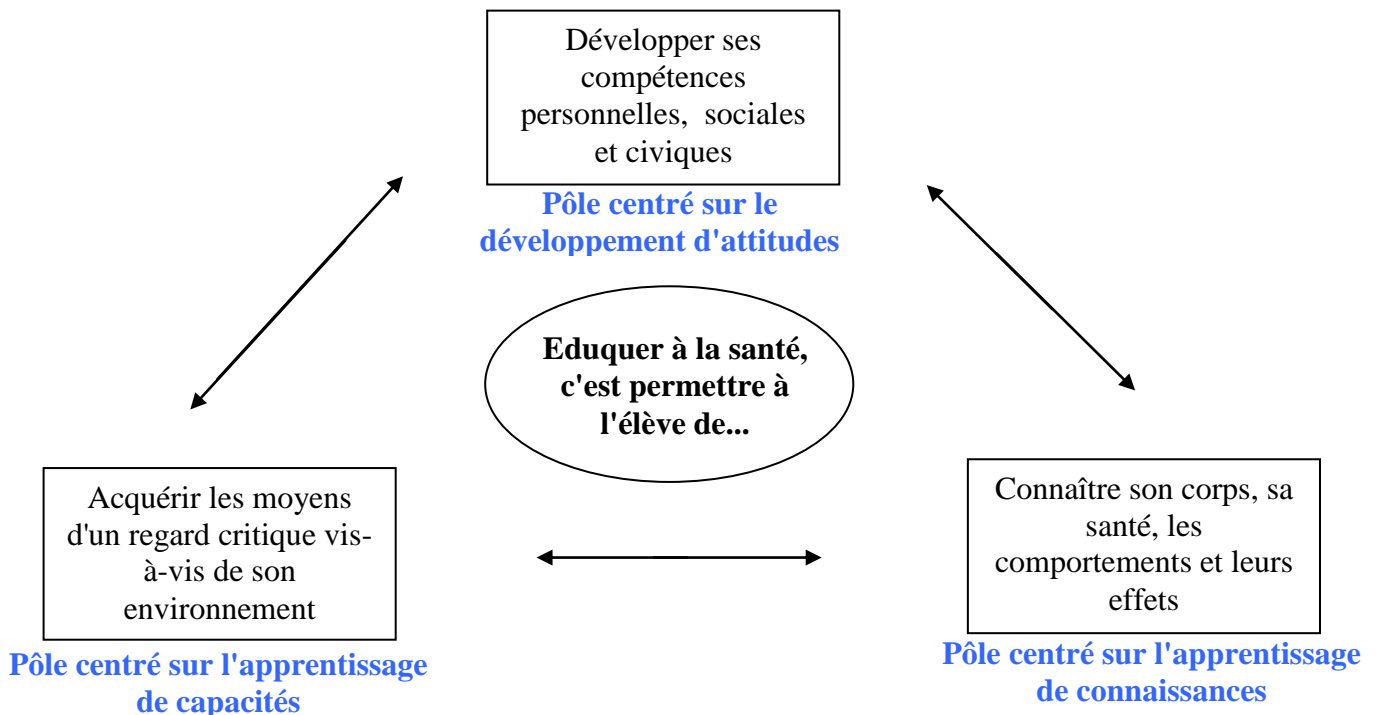 Développer ses
compétences
personnelles, sociales
et civiques
Pôle centré sur le
développement d'attitudes
Eduquer à la santé,
c'est permettre à
l'élève de...
Acquérir les moyens
d'un regard critique vis-
à-vis de son
environnement
Pôle centré sur l'apprentissage
de capacités
Connaître son corps, sa
santé, les
comportements et leurs
effets
Pôle centré sur l'apprentissage
de connaissances